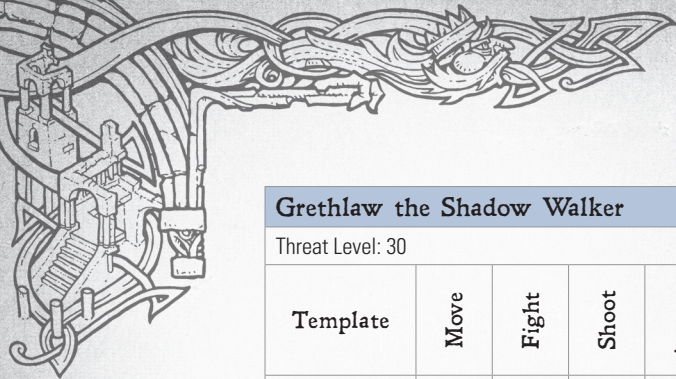 Grethlaw the Shadow Walker
Threat Level: 30
Template Move Fight Shoot